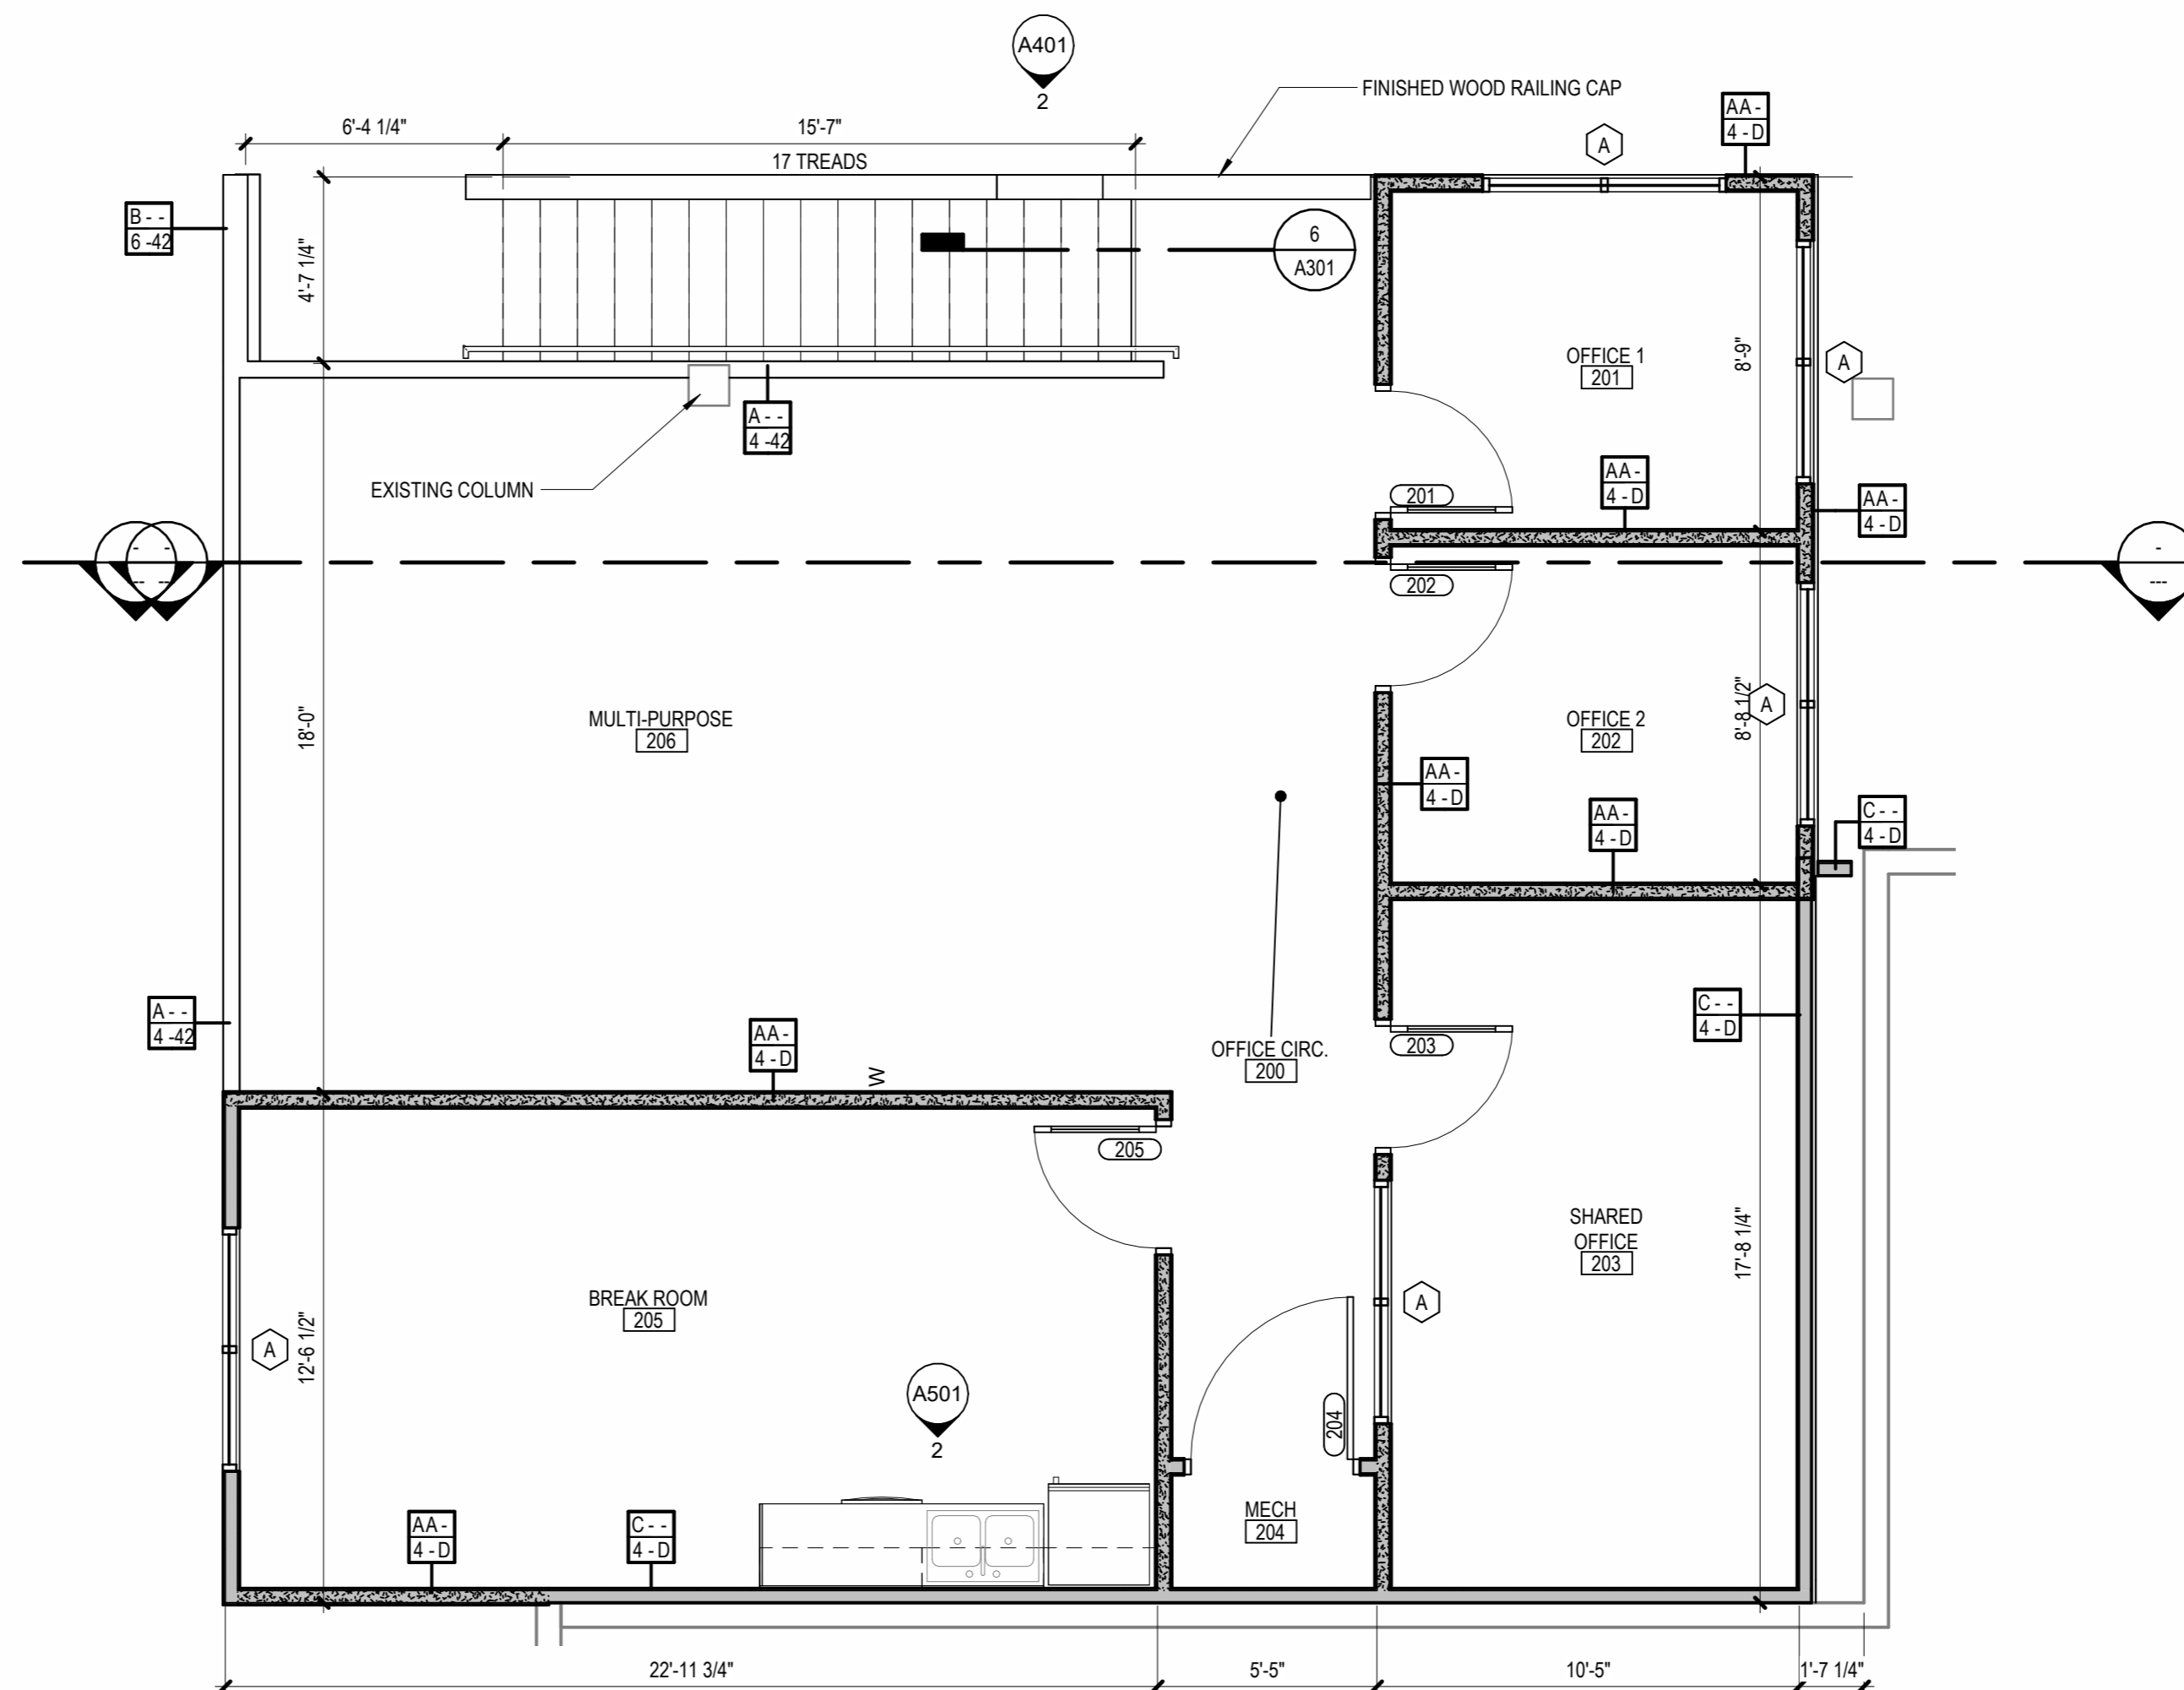 A401
2
FINISHED WOOD RAILING CAP
AA -
4 - D
A
6'-4 1/4"
15'-7"
17 TREADS
B - -
6 -42
4'-7 1/4"
6
A301
OFFICE 1
201
8'-9"
A
A - -
4 -42
EXISTING COLUMN
201
AA -
4 - D
AA -
4 - D
-
--
-
--
-
---
202
MULTI-PURPOSE
206
18'-0"
OFFICE 2
202
8'-8 1/2"
A
AA -
4 - D
AA -
4 - D
C - -
4 - D
A - -
4 -42
AA -
4 - D
W
OFFICE CIRC.
200
203
C - -
4 - D
205
SHARED
OFFICE
203
17'-8 1/4"
BREAK ROOM
205
A
12'-6 1/2"
A
A501
2
204
MECH
204
AA -
4 - D
C - -
4 - D
22'-11 3/4"
5'-5"
10'-5"
1'-7 1/4"